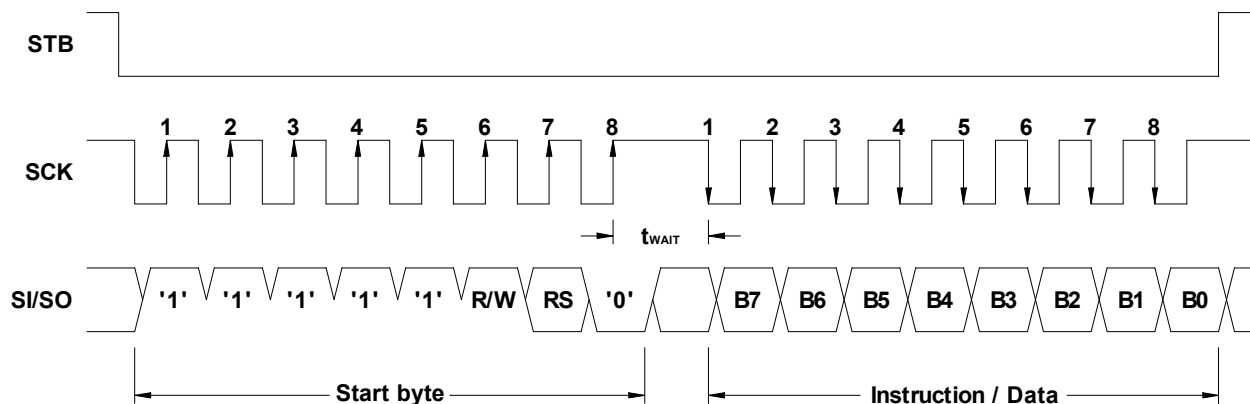 STB
1 2 3 4 5 6 7 8 1 2 3 4 5 6 7 8
SCK
tWAIT
SI/SO '1' '1' '1' '1' '1' R/W RS '0' B7 B6 B5 B4 B3 B2 B1 B0
Start byte Instruction / Data